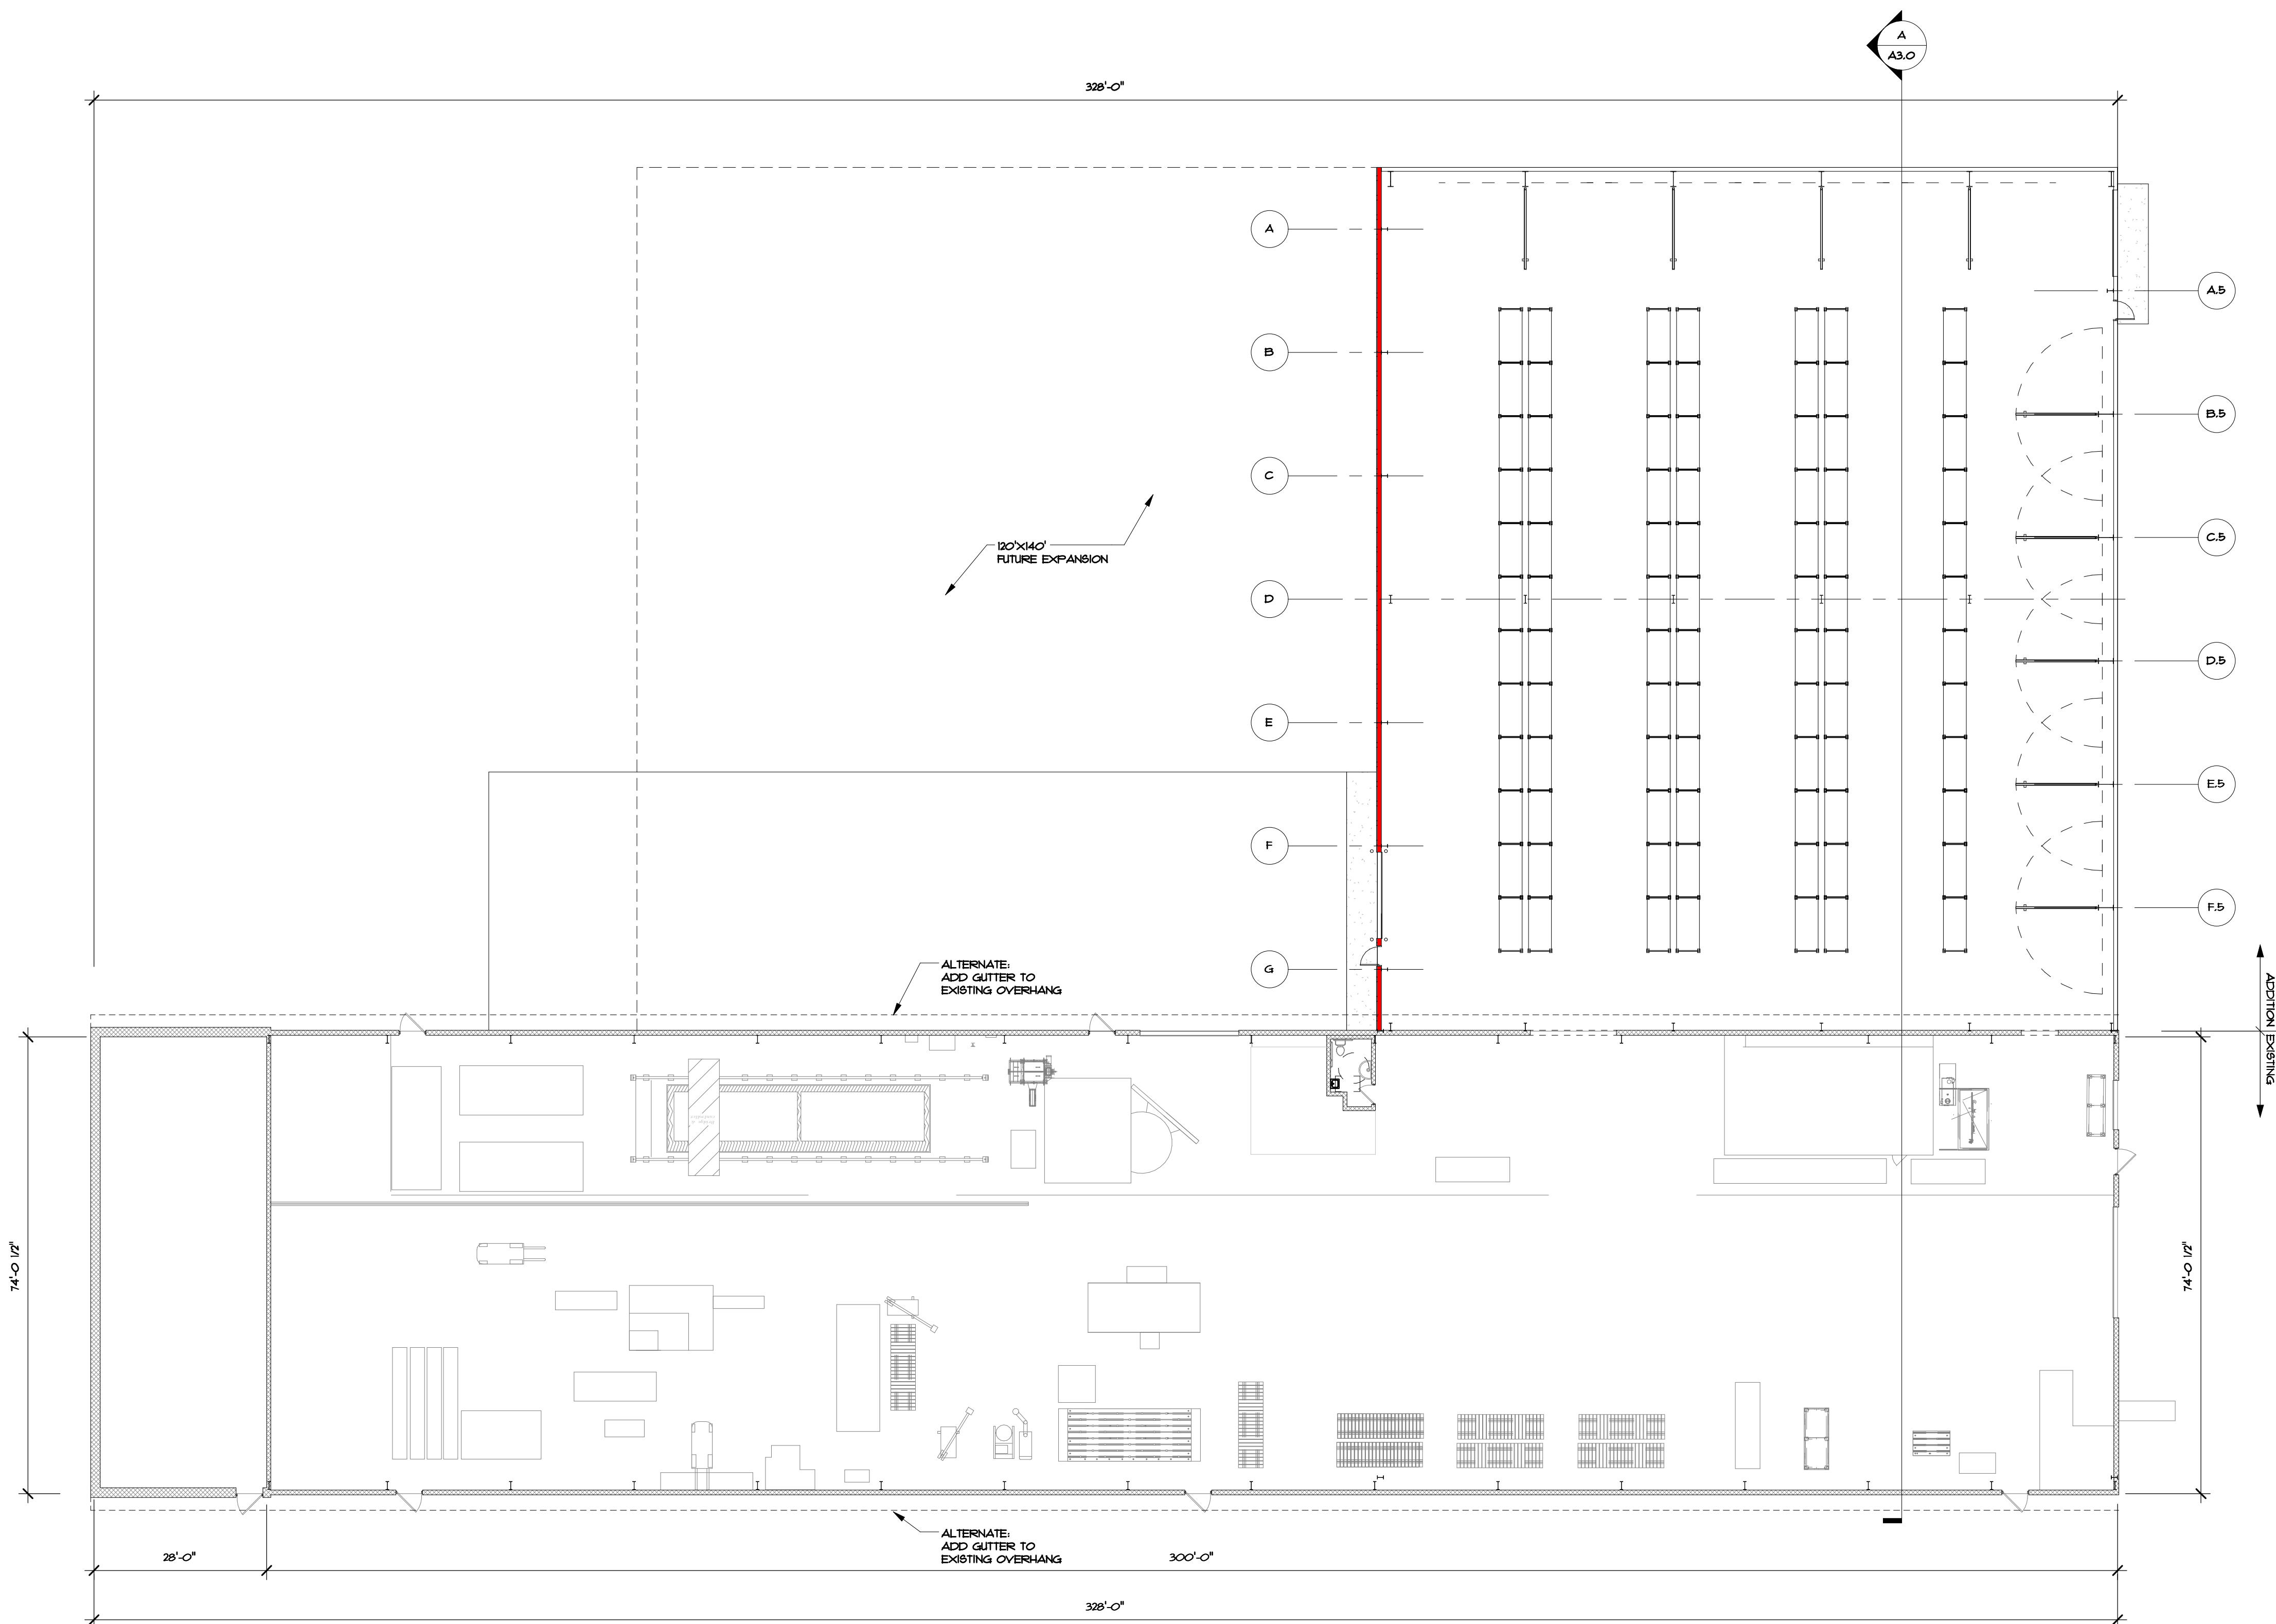 A
A3.0
328'-0"
A
A.5
B
B.5
C
C.5
120'X140'
FUTURE EXPANSION
D
D.5
E
E.5
F
F.5
ALTERNATE:
ADD GUTTER TO
EXISTING OVERHANG
G
ADDITION
EXISTING
74'-0 1/2"
74'-0 1/2"
ALTERNATE:
ADD GUTTER TO
EXISTING OVERHANG
28'-0"
300'-0"
328'-0"